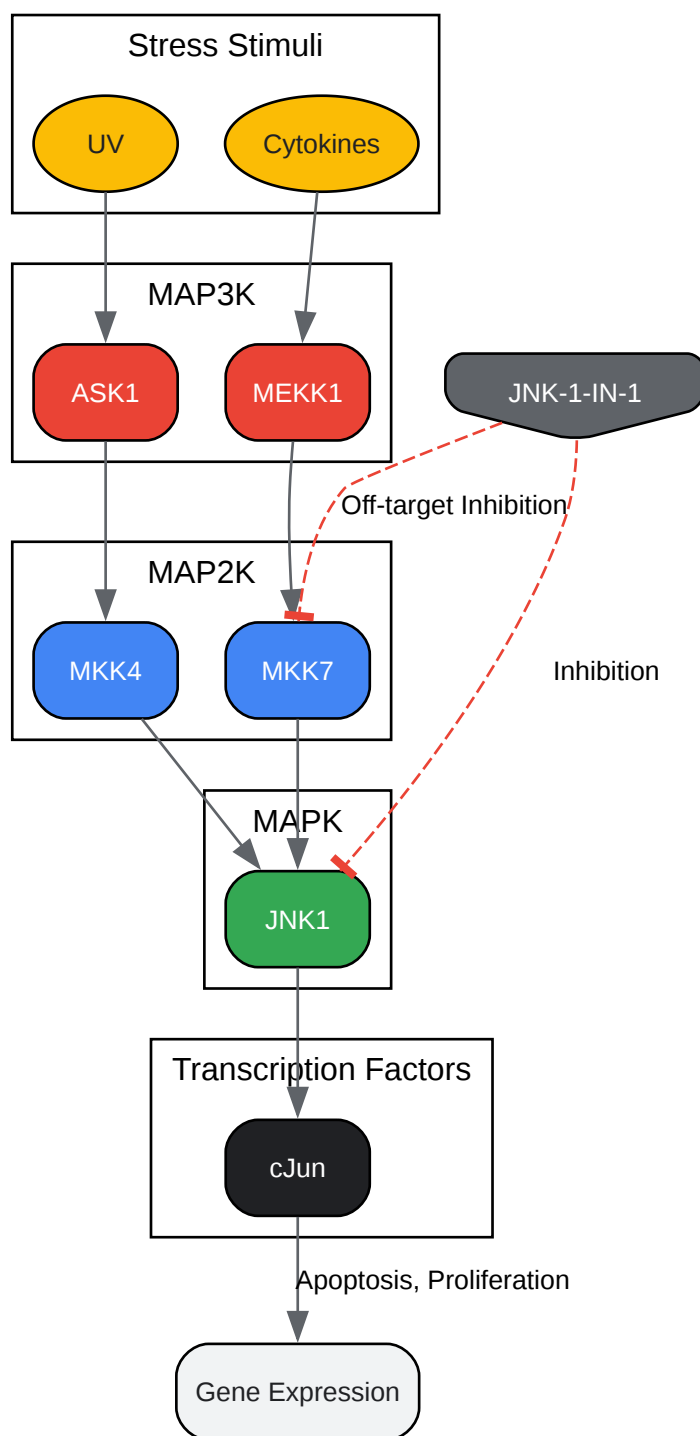 Stress Stimuli
UV
Cytokines
MAP3K
ASK1
MEKK1
JNK-1-IN-1
Off-target Inhibition
MAP2K
MKK4
MKK7
Inhibition
MAPK
JNK1
Transcription Factors
cJun
Apoptosis, Proliferation
Gene Expression